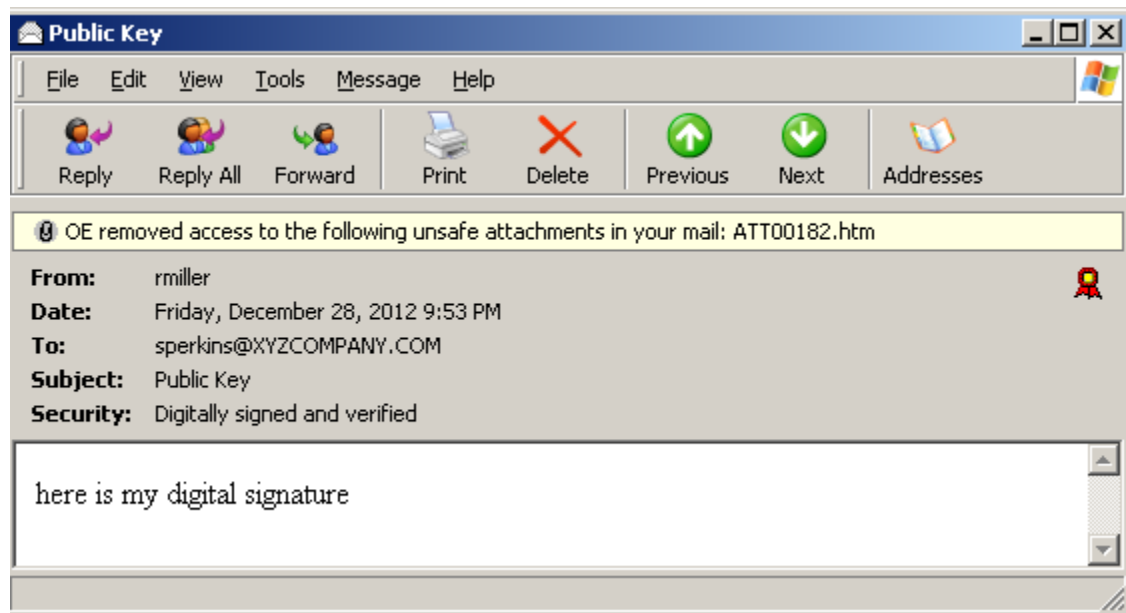 Public Key
File Edit View Tools Message Help
Reply Reply All Forward Print Delete Previous Next Addresses
OE removed access to the following unsafe attachments in your mail: ATT00182.htm
From: rmiller
Date: Friday, December 28, 2012 9:53 PM
To: sperkins@XYZCOMPANY.COM
Subject: Public Key
Security: Digitally signed and verified
here is my digital signature